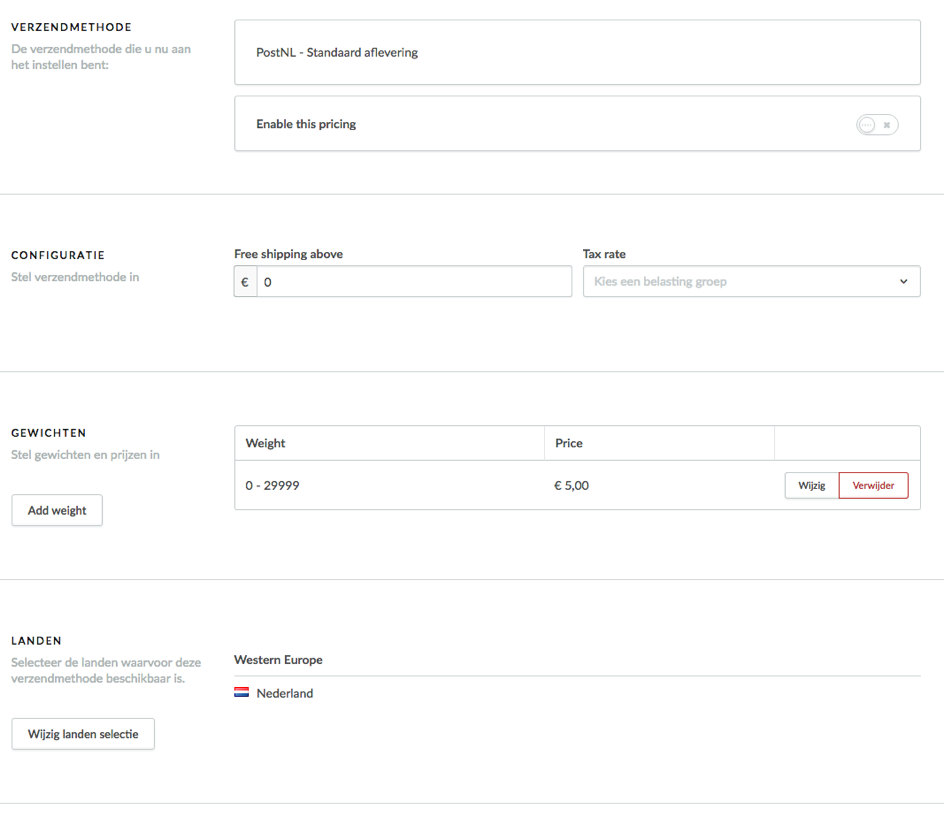 VERZENDMETHODE
De verzendmethode die u nu aan
het instellen bent:
PostNL - Standaard aflevering
Enable this pricing
CONFIGURATIE
Stel verzendmethode in
Free shipping above
€ 0
Tax rate
Kies een belasting groep
GEWICHTEN
Stel gewichten en prijzen in
Add weight
Weight Price
0 - 29999 € 5,00 Wijzig Verwijder
LANDEN
Selecteer de landen waarvoor deze
verzendmethode beschikbaar is.
Wijzig landen selectie
Western Europe
Nederland